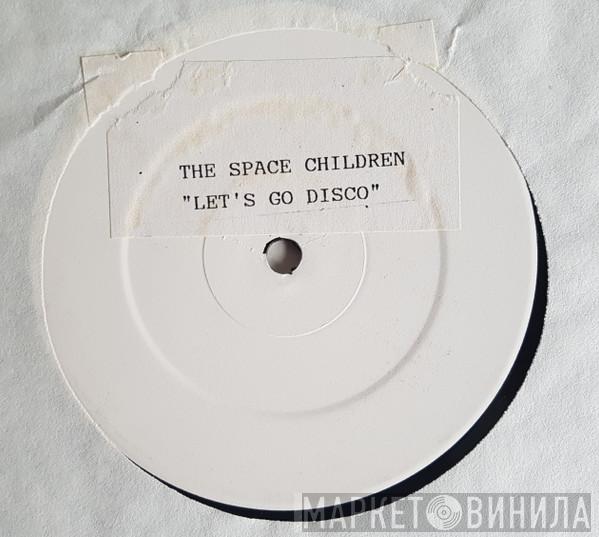 THE SPACE CHILDREN
"LET'S GO DISCO"
МАРКЕТ ВИНИЛА